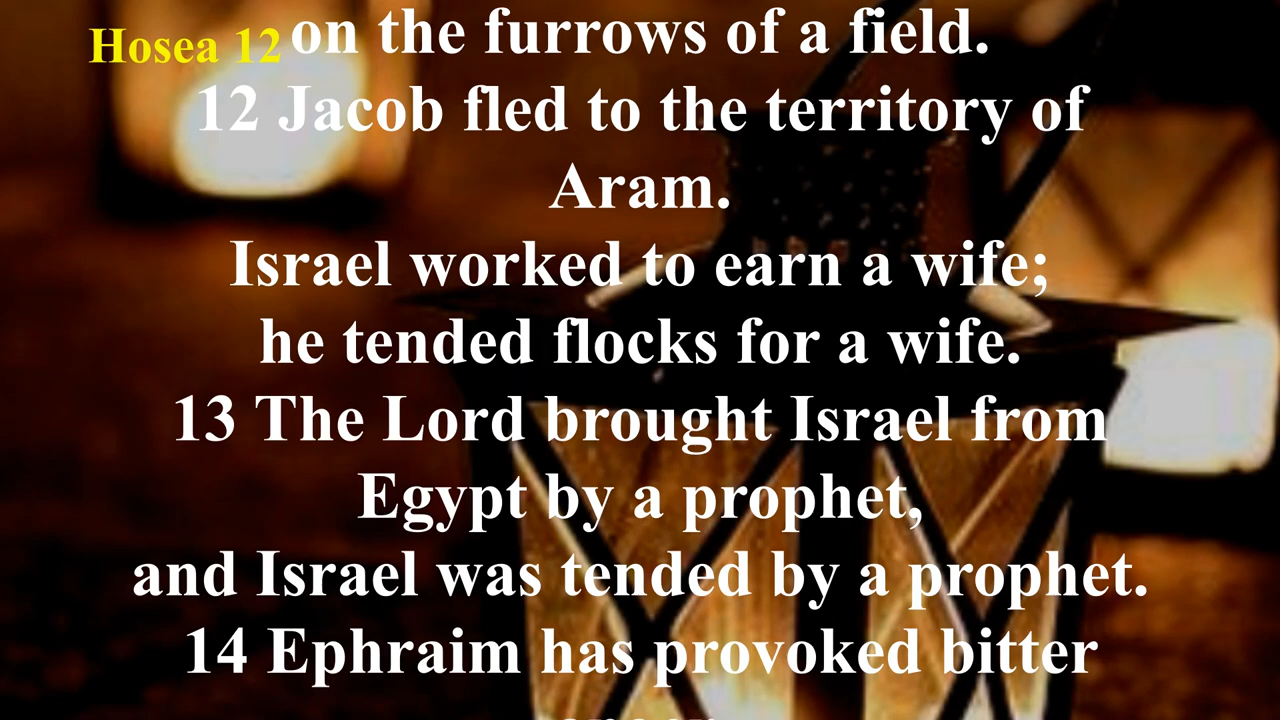 Hosea 12
on the furrows of a field.
12 Jacob fled to the territory of
Aram.
Israel worked to earn a wife;
he tended flocks for a wife.
13 The Lord brought Israel from
Egypt by a prophet,
and Israel was tended by a prophet.
14 Ephraim has provoked bitter